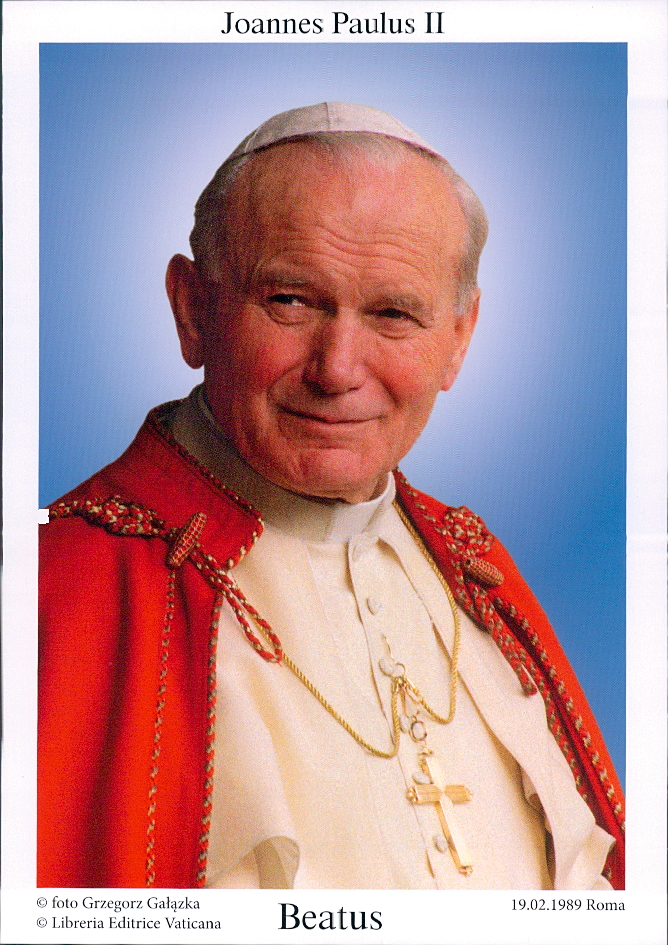 Joannes Paulus II
© foto Grzegorz Gałązka
© Libreria Editrice Vaticana
Beatus
19.02.1989 Roma